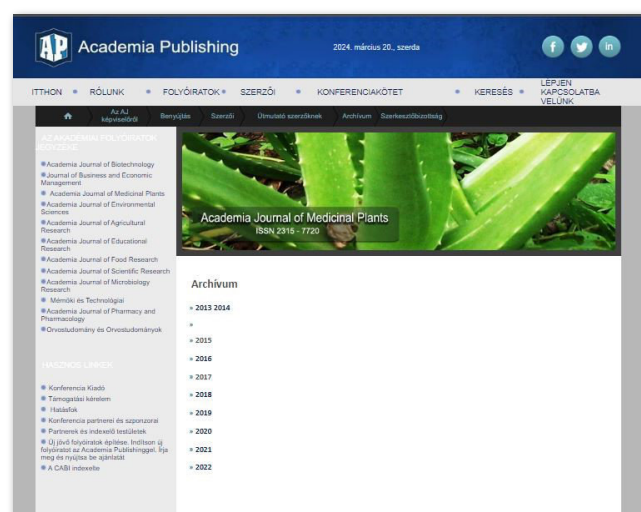 AP Academia Publishing
2024. március 20., szerda
f in
ITTHON RÓLUNK FOLYÓIRATOK SZERZŐI KONFERENCIAKÖTET KERESÉS LÉPJEN
KAPCSOLATBA
VELÜNK
Az AJ
képviselőről
Benyújtás Szerzői Útmutató szerzőknek Archívum Szerkesztőbizottság
AZ AKADÉMIAI FOLYÓIRATOK
JEGYZÉKE
Academia Journal of Biotechnology
Journal of Business and Economic
Management
Academia Journal of Medicinal Plants
Academia Journal of Environmental
Sciences
Academia Journal of Agricultural
Research
Academia Journal of Educational
Research
Academia Journal of Food Research
Academia Journal of Scientific Research
Academia Journal of Microbiology
Research
Mérnöki és Technológiai
Academia Journal of Pharmacy and
Pharmacology
Orvostudomány és Orvostudományok
HASZNOS LINKEK
Konferencia Kiadó
Támogatási kérelem
Hatásfok
Konferencia partnerei és szponzorai
Partnerek és indexelő testületek
Új jövő folyóiratok építése. Indítson új
folyóiratot az Academia Publishinggel. Írja
meg és nyújtsa be ajánlatát
A CABI indexelte
Academia Journal of Medicinal Plants
ISSN 2315 - 7720
Archívum
» 2013 2014
»
» 2015
» 2016
» 2017
» 2018
» 2019
» 2020
» 2021
» 2022